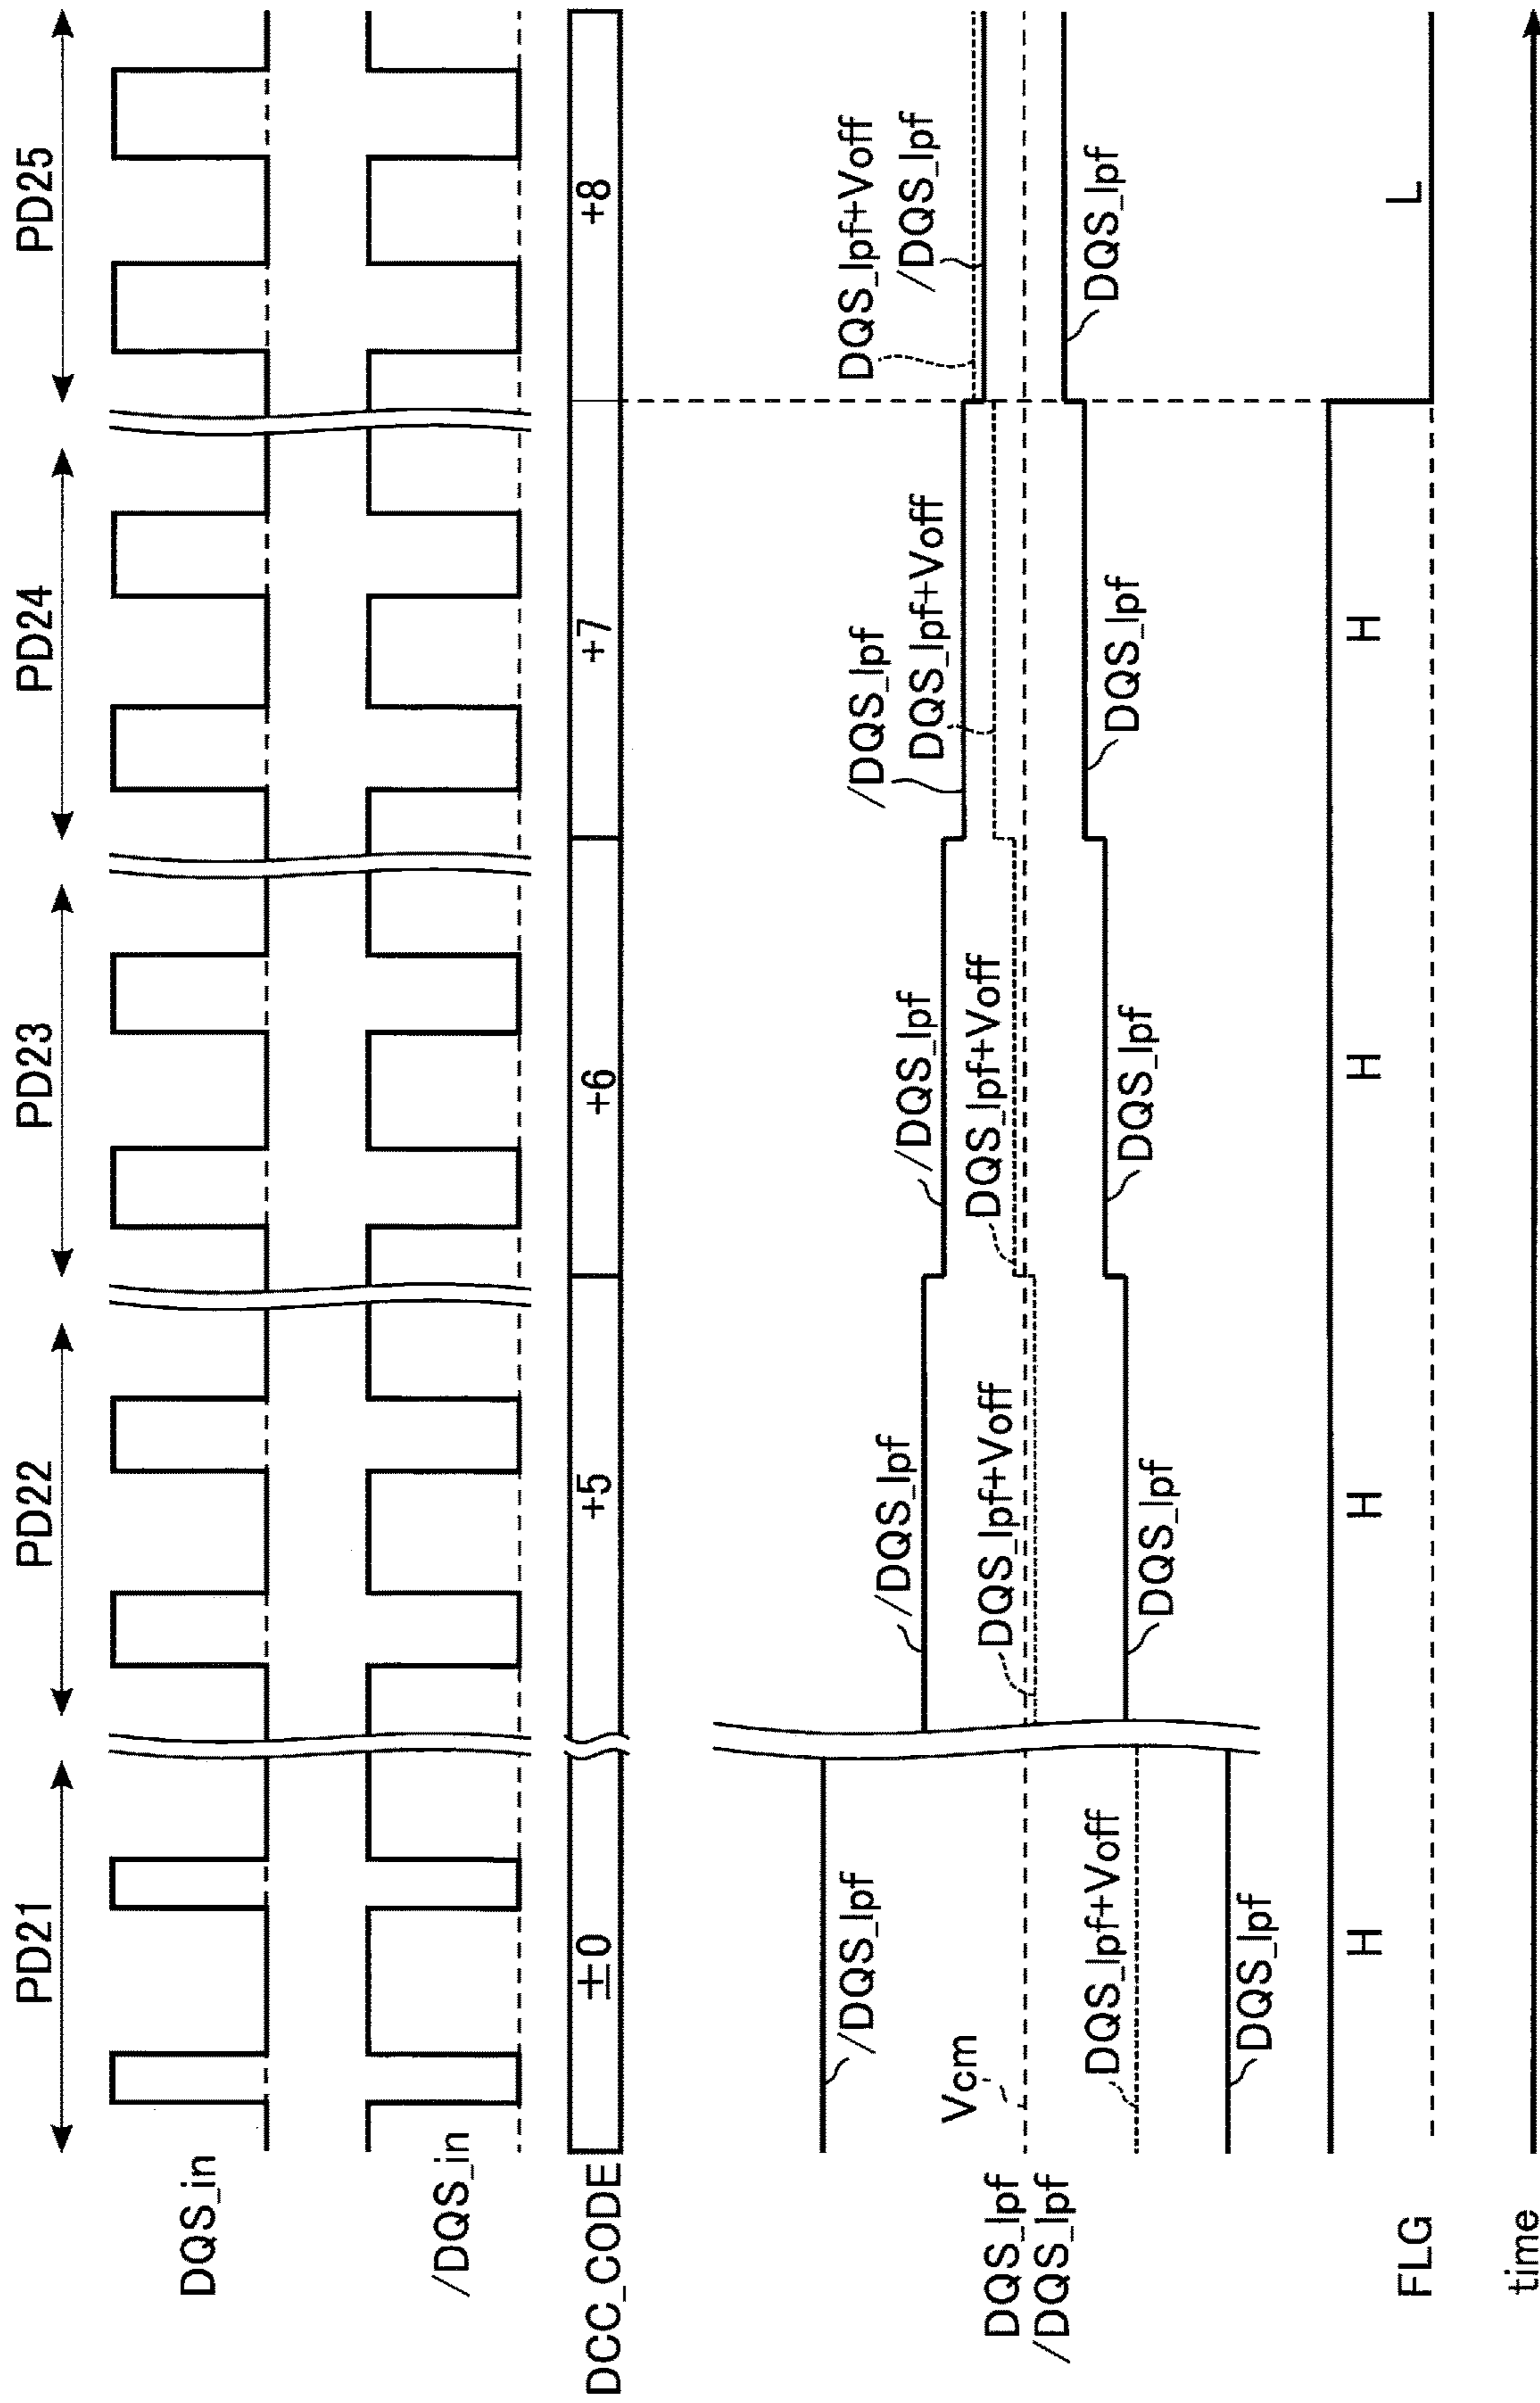 PD21 PD22 PD23 PD24 PD25
DQS_in
/DQS_in
DCC_CODE ±0 +5 +6 +7 +8
DQS_lpf
/DQS_lpf
/DQS_lpf
Vcm
DQS_lpf+Voff
DQS_lpf
/DQS_lpf
DQS_lpf+Voff
DQS_lpf
/DQS_lpf
DQS_lpf+Voff
DQS_lpf
/DQS_lpf
DQS_lpf+Voff
DQS_lpf
DQS_lpf+Voff
/DQS_lpf
DQS_lpf
FLG H H H H L
time